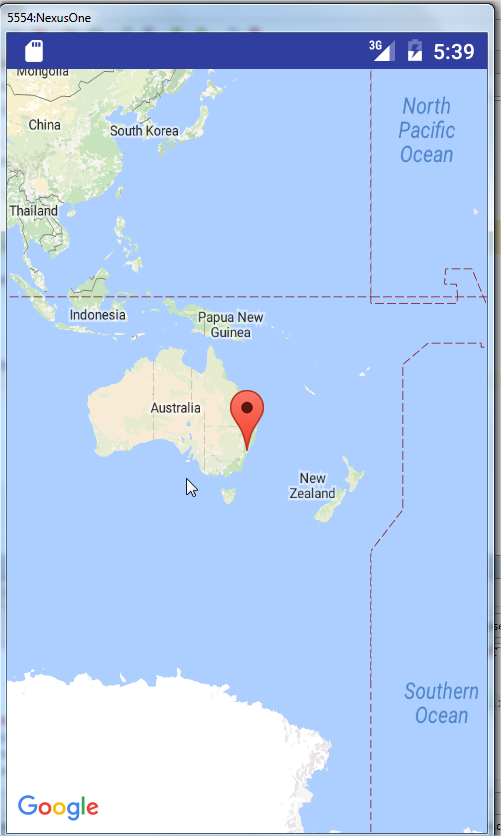 5554:NexusOne
3G
5:39
Mongolia
North
Pacific
Ocean
China
South Korea
Thailand
Indonesia
Papua New
Guinea
Australia
New
Zealand
Southern
Ocean
Google